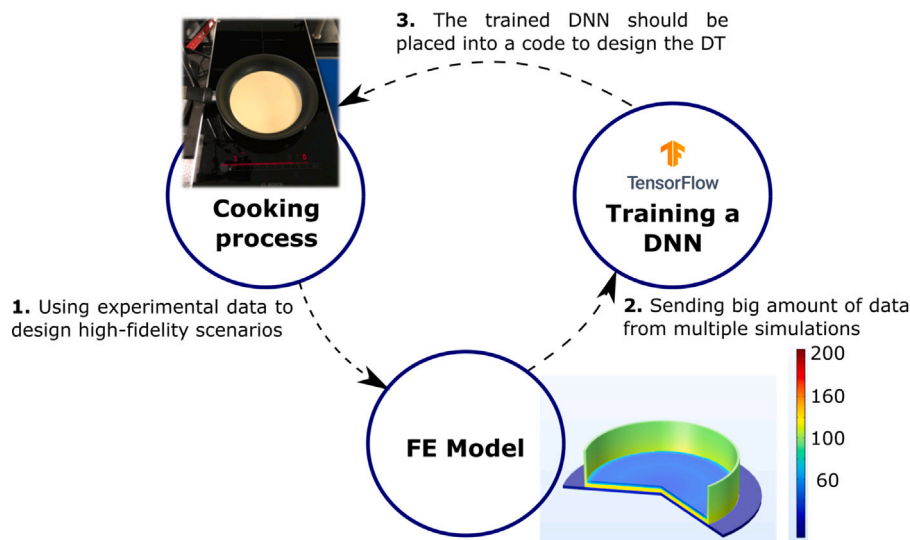 3. The trained DNN should be
placed into a code to design the DT
TensorFlow
Cooking
process
Training a
DNN
1. Using experimental data to
design high-fidelity scenarios
2. Sending big amount of data
from multiple simulations
FE Model
200
160
100
60